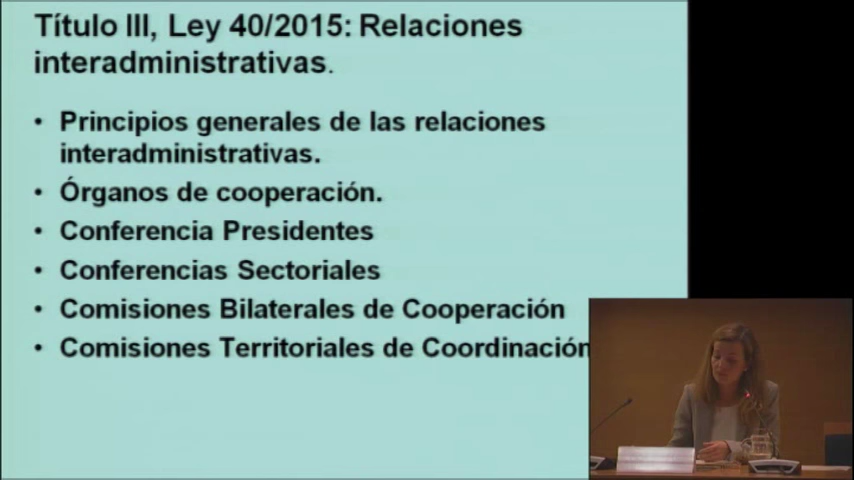 Título III, Ley 40/2015: Relaciones
interadministrativas.
• Principios generales de las relaciones
interadministrativas.
• Órganos de cooperación.
• Conferencia Presidentes
• Conferencias Sectoriales
• Comisiones Bilaterales de Cooperación
• Comisiones Territoriales de Coordinación